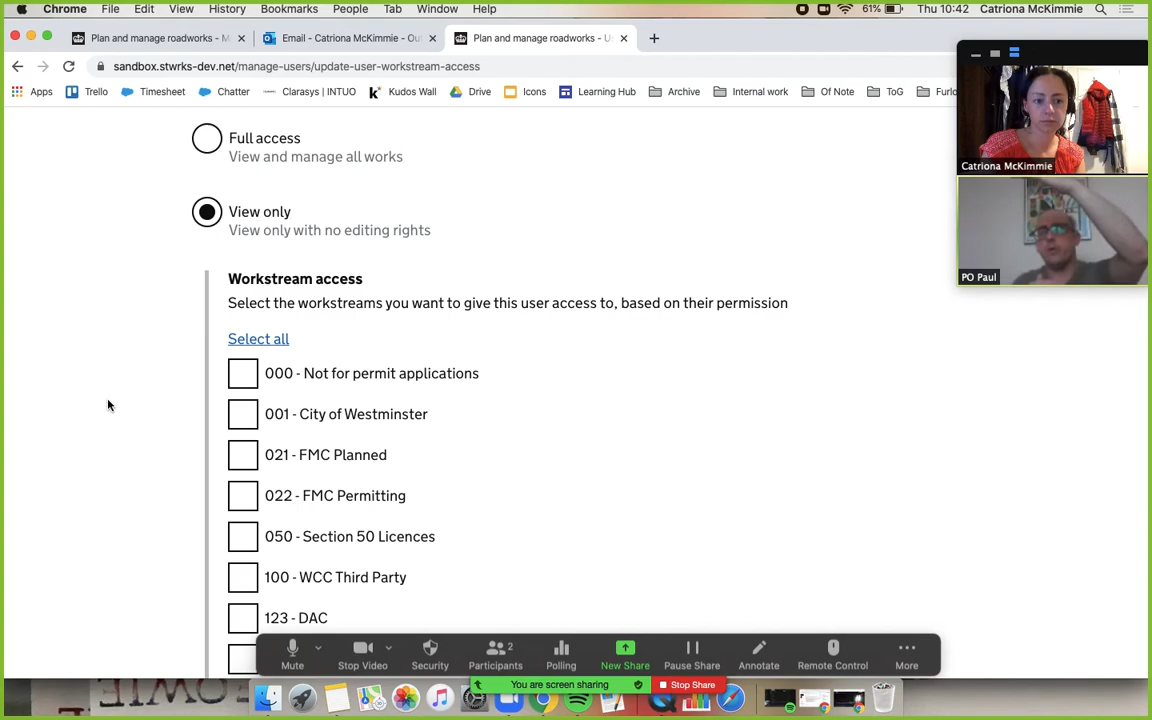 Chrome File Edit View History Bookmarks People Tab Window Help 61% Thu 10:42 Catriona McKimmie
Plan and manage roadworks - M Email - Catriona McKimmie - Ou Plan and manage roadworks - U
sandbox.stwrks-dev.net/manage-users/update-user-workstream-access
Apps Trello Timesheet Chatter Clarasys | INTUO Kudos Wall Drive Icons Learning Hub Archive Internal work Of Note ToG Furlo
Full access
View and manage all works
Catriona McKimmie
View only
View only with no editing rights
PO Paul
Workstream access
Select the workstreams you want to give this user access to, based on their permission
Select all
000 - Not for permit applications
001 - City of Westminster
021 - FMC Planned
022 - FMC Permitting
050 - Section 50 Licences
100 - WCC Third Party
123 - DAC
2
Mute Stop Video Security Participants Polling New Share Pause Share Annotate Remote Control More
You are screen sharing Stop Share